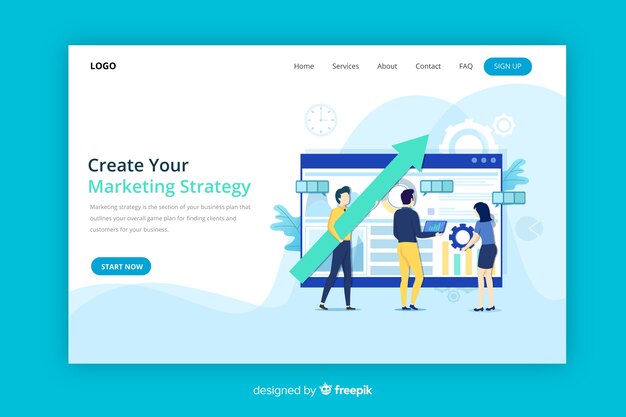 LOGO
Home Services About Contact FAQ SIGN UP
Create Your
Marketing Strategy
Marketing strategy is the section of your business plan that
outlines your overall game plan for finding clients and
customers for your business.
START NOW
designed by freepik